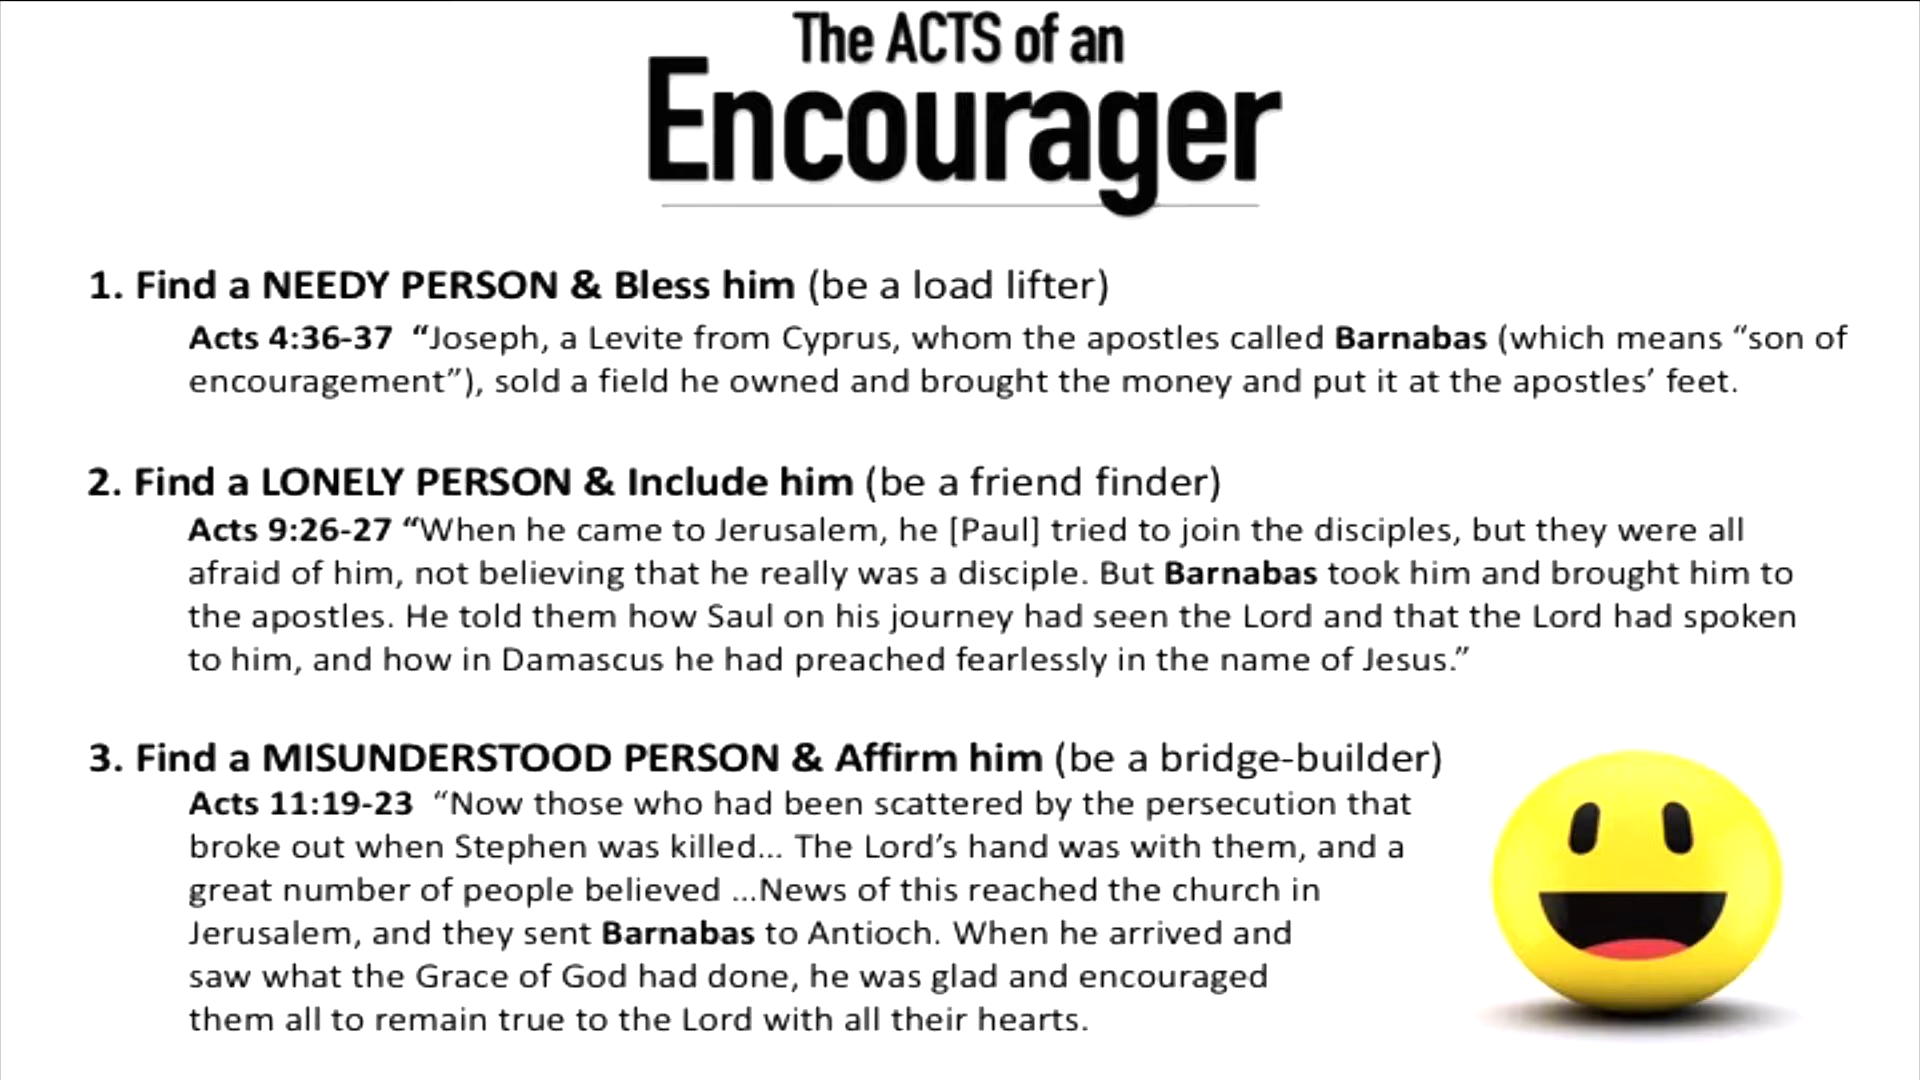 The ACTS of an
Encourager
1. Find a NEEDY PERSON & Bless him (be a load lifter)
Acts 4:36-37  “Joseph, a Levite from Cyprus, whom the apostles called Barnabas (which means “son of
encouragement”), sold a field he owned and brought the money and put it at the apostles’ feet.
2. Find a LONELY PERSON & Include him (be a friend finder)
Acts 9:26-27 “When he came to Jerusalem, he [Paul] tried to join the disciples, but they were all
afraid of him, not believing that he really was a disciple. But Barnabas took him and brought him to
the apostles. He told them how Saul on his journey had seen the Lord and that the Lord had spoken
to him, and how in Damascus he had preached fearlessly in the name of Jesus.”
3. Find a MISUNDERSTOOD PERSON & Affirm him (be a bridge-builder)
Acts 11:19-23  “Now those who had been scattered by the persecution that
broke out when Stephen was killed... The Lord’s hand was with them, and a
great number of people believed ...News of this reached the church in
Jerusalem, and they sent Barnabas to Antioch. When he arrived and
saw what the Grace of God had done, he was glad and encouraged
them all to remain true to the Lord with all their hearts.